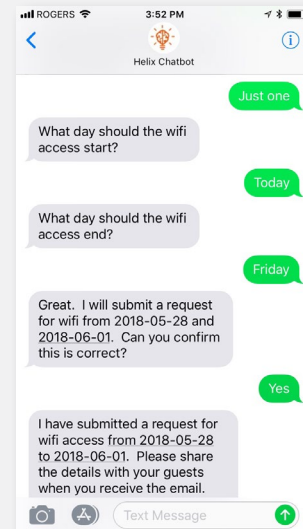 ROGERS 3:52 PM
Helix Chatbot
Just one
What day should the wifi
access start?
Today
What day should the wifi
access end?
Friday
Great. I will submit a request
for wifi from 2018-05-28 and
2018-06-01. Can you confirm
this is correct?
Yes
I have submitted a request for
wifi access from 2018-05-28
to 2018-06-01. Please share
the details with your guests
when you receive the email.
Text Message